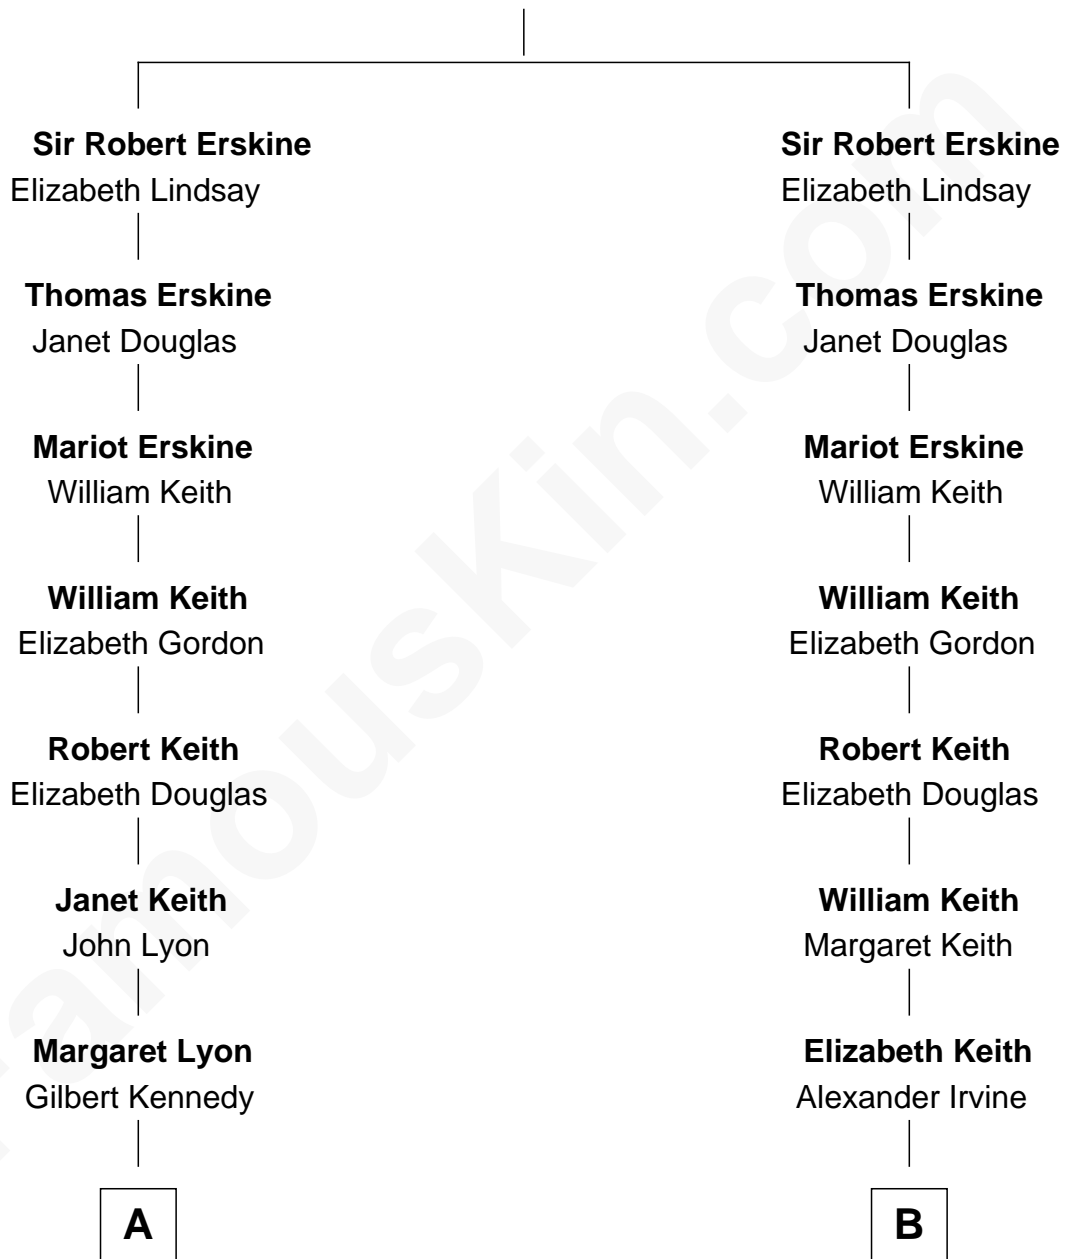 Sir Robert Erskine
Elizabeth Lindsay
Thomas Erskine
Janet Douglas
Mariot Erskine
William Keith
William Keith
Elizabeth Gordon
Robert Keith
Elizabeth Douglas
Janet Keith
John Lyon
Margaret Lyon
Gilbert Kennedy
A
Sir Robert Erskine
Elizabeth Lindsay
Thomas Erskine
Janet Douglas
Mariot Erskine
William Keith
William Keith
Elizabeth Gordon
Robert Keith
Elizabeth Douglas
William Keith
Margaret Keith
Elizabeth Keith
Alexander Irvine
B
FamousKin.com